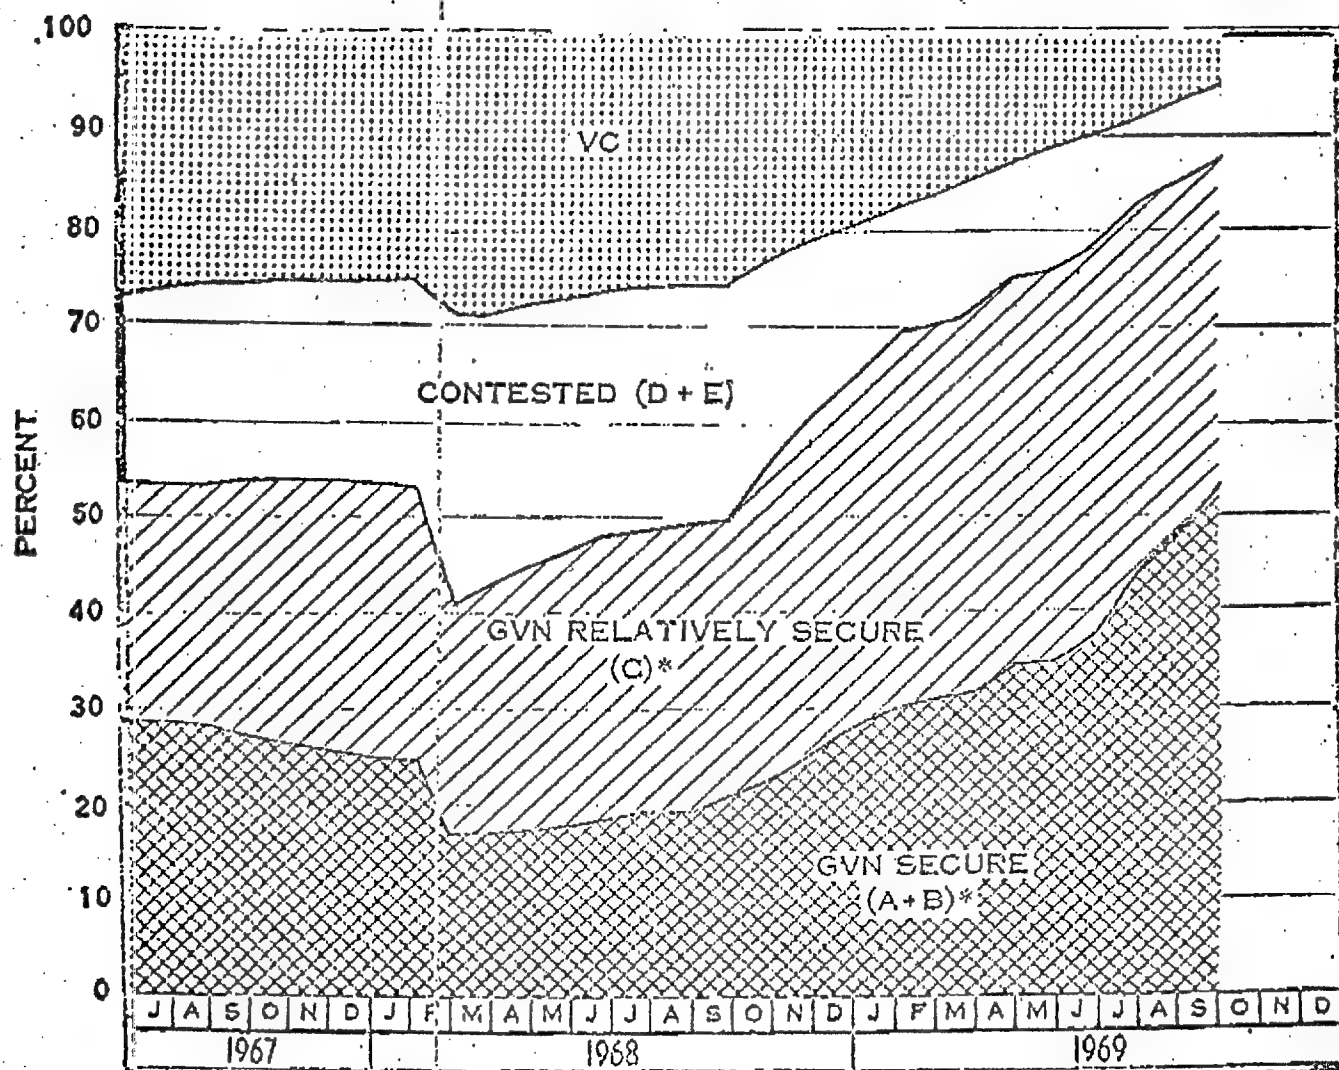 100
90
80
70
60
50
40
30
20
10
0
PERCENT
VC
CONTESTED (D + E)
GVN RELATIVELY SECURE
(C)*
GVN SECURE
(A+B)*
J A S O N D J F M A M J J A S O N D J F M A M J J A S O N D
1967 1968 1969